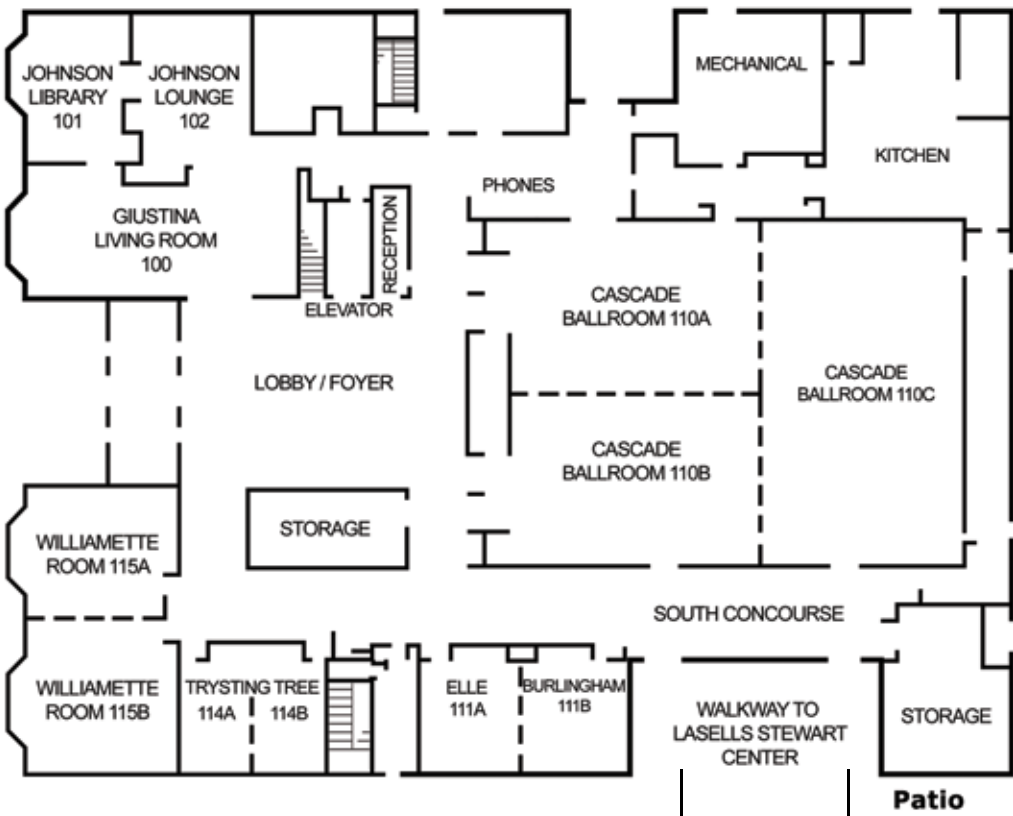 JOHNSON
LIBRARY
101
JOHNSON
LOUNGE
102
MECHANICAL
KITCHEN
PHONES
GIUSTINA
LIVING ROOM
100
RECEPTION
ELEVATOR
CASCADE
BALLROOM 110A
LOBBY / FOYER
CASCADE
BALLROOM 110C
CASCADE
BALLROOM 110B
STORAGE
WILLIAMETTE
ROOM 115A
SOUTH CONCOURSE
WILLIAMETTE
ROOM 115B
TRYSTING TREE
114A 114B
ELLE
111A
BURLINGHAM
111B
WALKWAY TO
LASELLS STEWART
CENTER
STORAGE
Patio